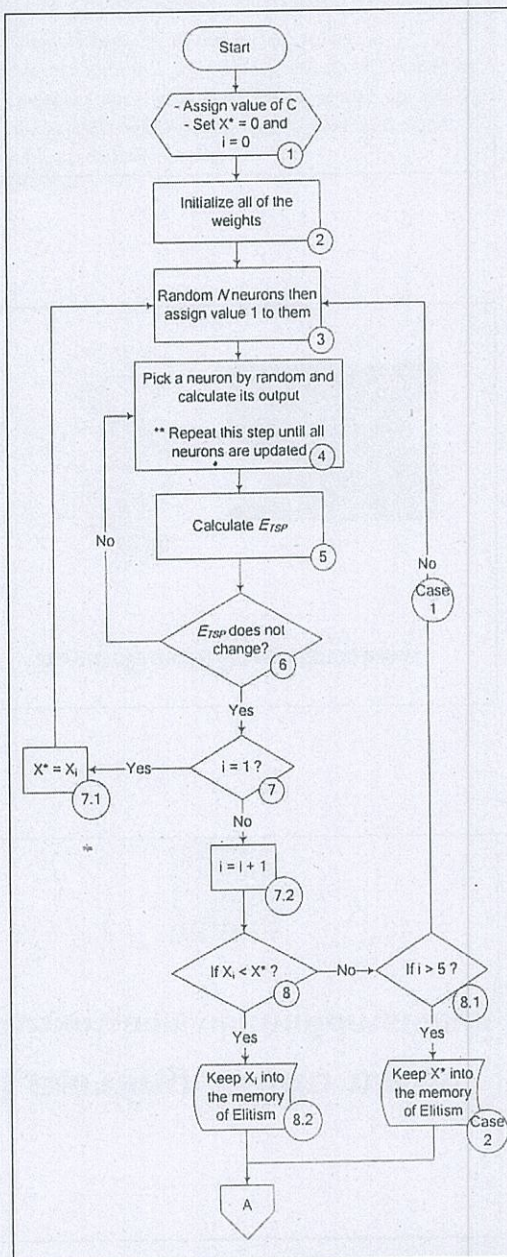 Start
- Assign value of C
- Set X* = 0 and
i = 0
1
Initialize all of the
weights
2
Random N neurons then
assign value 1 to them
3
Pick a neuron by random and
calculate its output
** Repeat this step until all
neurons are updated
4
Calculate E_TSP
5
No
E_TSP does not
change?
6
No
Case
1
Yes
i = 1 ?
7
Yes
X* = Xi
7.1
No
i = i + 1
7.2
If Xi < X* ?
8
No
If i > 5 ?
8.1
Yes
Keep Xi into
the memory
of Elitism
8.2
Yes
Keep X* into
the memory
of Elitism
Case
2
A